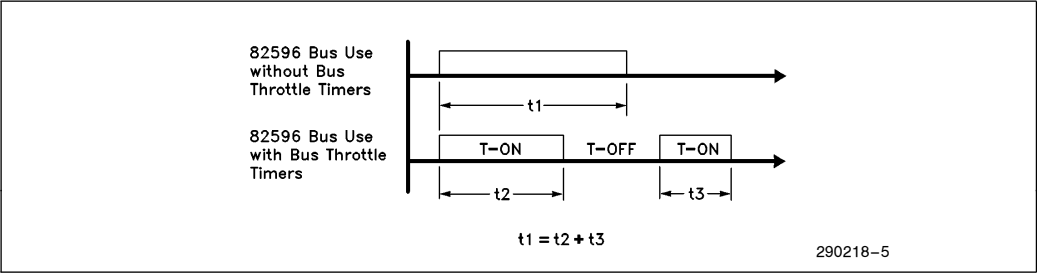 82596 Bus Use
without Bus
Throttle Timers
t1
82596 Bus Use
with Bus Throttle
Timers
T-ON
T-OFF
T-ON
t2
t3
t1 = t2 + t3
290218-5